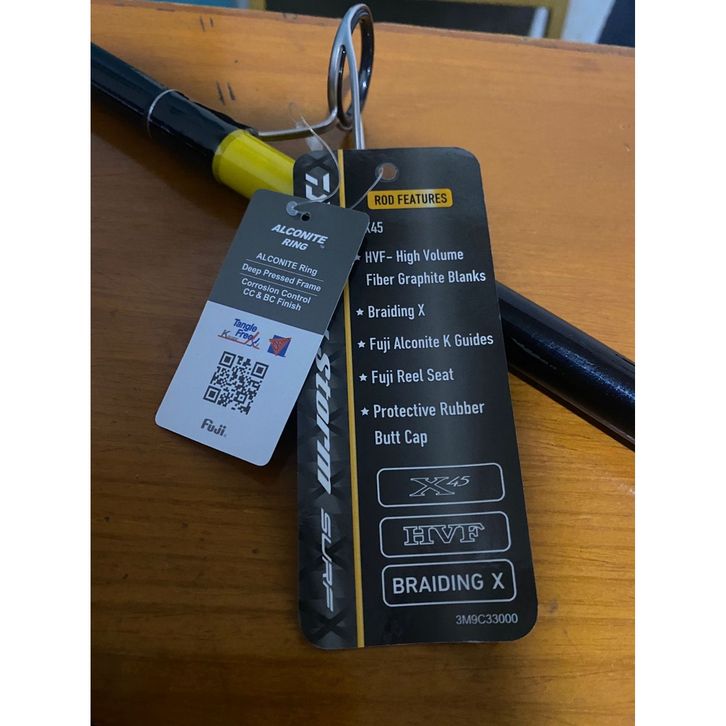 ALCONITE™
RING
ALCONITE Ring
Deep Pressed Frame
Corrosion Control
CC & BC Finish
Tangle
Free
Fuji®
ROD FEATURES
X45
HVF- High Volume
Fiber Graphite Blanks
Braiding X
Fuji Alconite K Guides
Fuji Reel Seat
Protective Rubber
Butt Cap
X45
HVF
BRAIDING X
3M9C33000
Storm
SURF